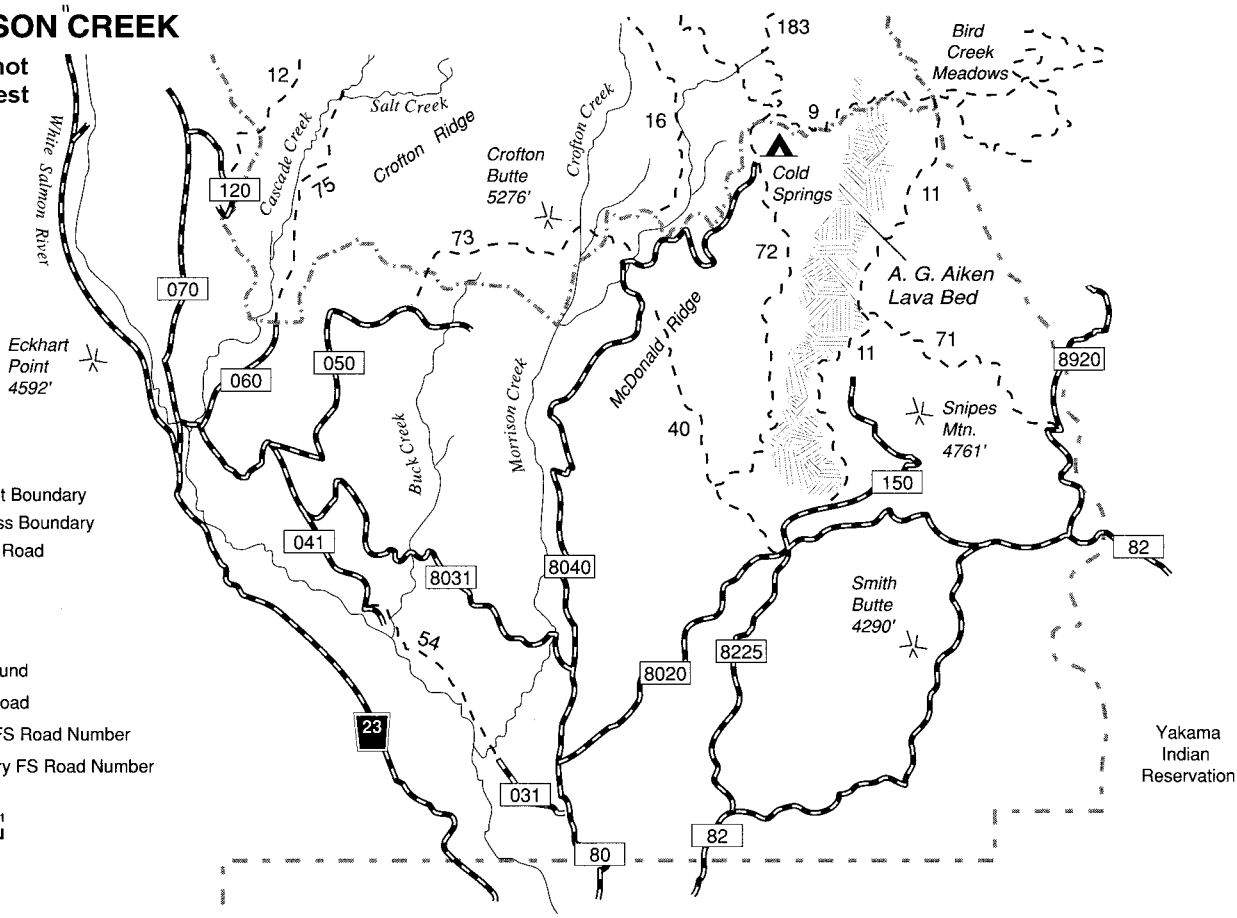 SON "CREEK
not
est
White Salmon River
12
Salt Creek
Cascade Creek
Crofton Ridge
75
120
070
Crofton
Butte
5276'
Crofton Creek
16
183
Bird
Creek
Meadows
9
Cold
Springs
11
73
72
A. G. Aiken
Lava Bed
Eckhart
Point
4592'
050
060
McDonald Ridge
11
71
8920
Buck Creek
Morrison Creek
40
Snipes
Mtn.
4761'
150
t Boundary
ss Boundary
Road
041
8031
8040
82
Smith
Butte
4290'
54
8225
8020
und
oad
FS Road Number
ry FS Road Number
23
Yakama
Indian
Reservation
031
82
80